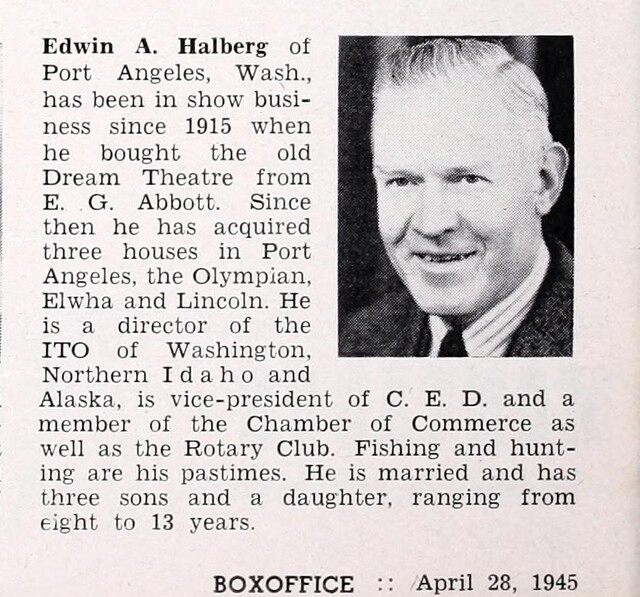 Edwin A. Halberg of
Port Angeles, Wash.,
has been in show busi-
ness since 1915 when
he bought the old
Dream Theatre from
E. G. Abbott. Since
then he has acquired
three houses in Port
Angeles, the Olympian,
Elwha and Lincoln. He
is a director of the
ITO of Washington,
Northern Idaho and
Alaska, is vice-president of C. E. D. and a
member of the Chamber of Commerce as
well as the Rotary Club. Fishing and hunt-
ing are his pastimes. He is married and has
three sons and a daughter, ranging from
eight to 13 years.
BOXOFFICE :: April 28, 1945